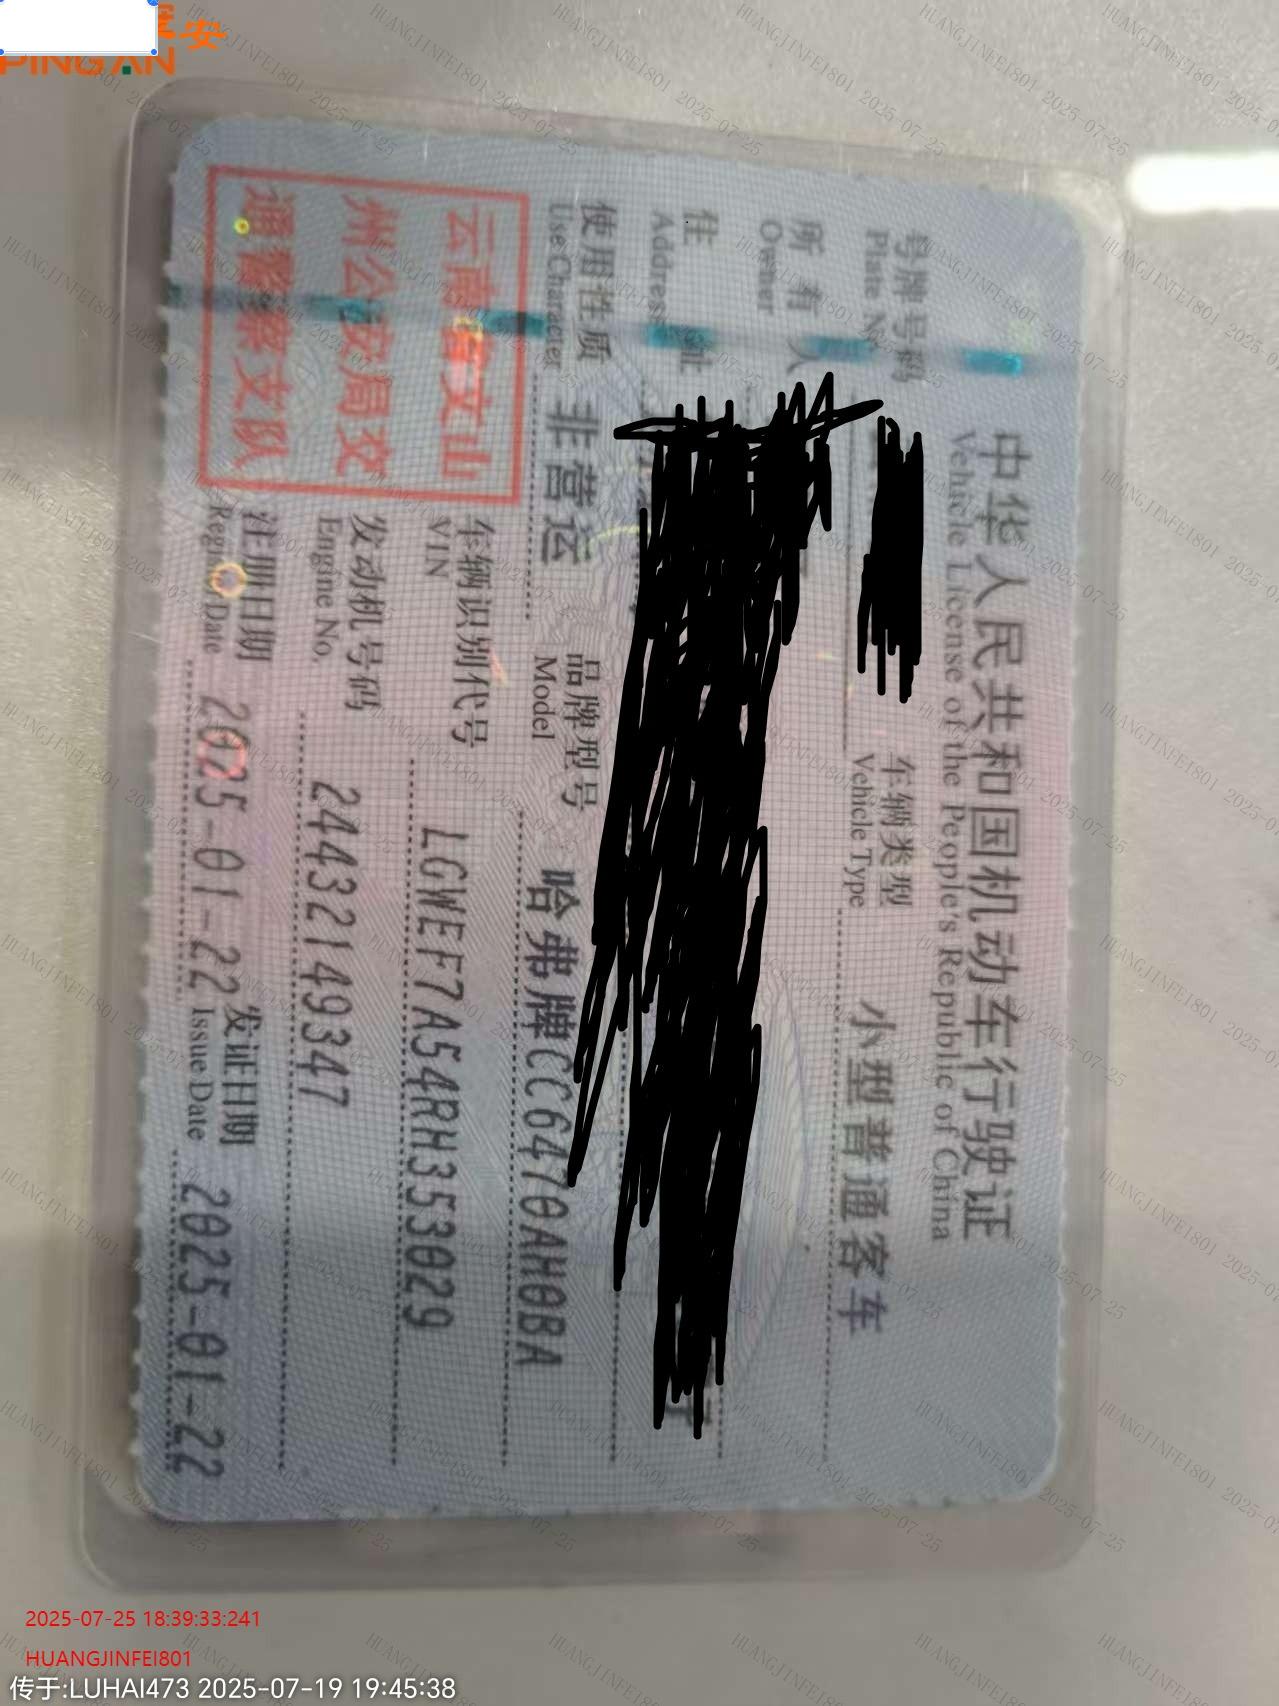 安
PING AN
中华人民共和国机动车行驶证
Vehicle License of the People's Republic of China
号牌号码
Plate No.
车辆类型 小型普通客车
Vehicle Type
所有人
Owner
住址
Address
使用性质 非营运
Use Character
品牌型号 哈弗牌CC6470AH0BA
Model
云南省文山
州公安局交
通警察支队
车辆识别代号 LGWEF7A54RH353029
VIN
发动机号码 24432149347
Engine No.
注册日期 2025-01-22
Register Date
发证日期 2025-01-22
Issue Date
2025-07-25 18:39:33:241
HUANGJINFEI801
传于:LUHAI473 2025-07-19 19:45:38
HUANGJINFEI801 2025-07-25